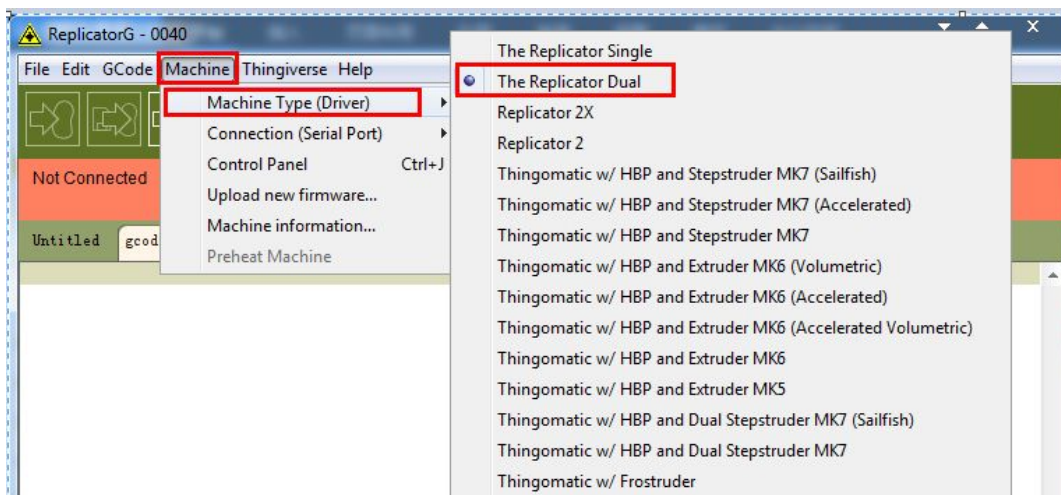 ReplicatorG - 0040
File Edit GCode Machine Thingiverse Help
Machine Type (Driver)
Connection (Serial Port)
Control Panel Ctrl+J
Upload new firmware...
Machine information...
Preheat Machine
Not Connected
Untitled gcod
The Replicator Single
The Replicator Dual
Replicator 2X
Replicator 2
Thingomatic w/ HBP and Stepstruder MK7 (Sailfish)
Thingomatic w/ HBP and Stepstruder MK7 (Accelerated)
Thingomatic w/ HBP and Stepstruder MK7
Thingomatic w/ HBP and Extruder MK6 (Volumetric)
Thingomatic w/ HBP and Extruder MK6 (Accelerated)
Thingomatic w/ HBP and Extruder MK6 (Accelerated Volumetric)
Thingomatic w/ HBP and Extruder MK6
Thingomatic w/ HBP and Extruder MK5
Thingomatic w/ HBP and Dual Stepstruder MK7 (Sailfish)
Thingomatic w/ HBP and Dual Stepstruder MK7
Thingomatic w/ Frostruder